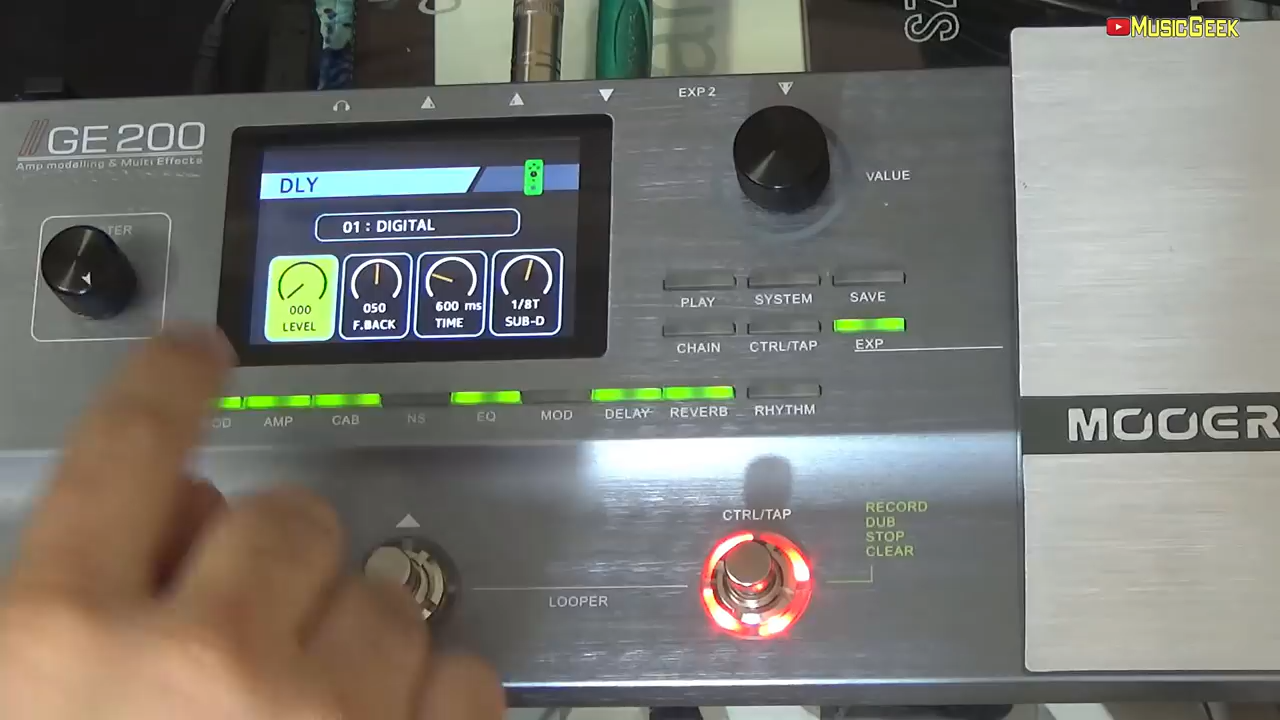 MUSICGEEK
GE 200
Amp modelling & Multi Effects
EXP 2
VALUE
DLY
01 : DIGITAL
000
LEVEL
050
F.BACK
600 ms
TIME
1/8T
SUB-D
PLAY
SYSTEM
SAVE
CHAIN
CTRL/TAP
EXP
AMP
CAB
NS
EQ
MOD
DELAY
REVERB
RHYTHM
MOOER
CTRL/TAP
RECORD
DUB
STOP
CLEAR
LOOPER